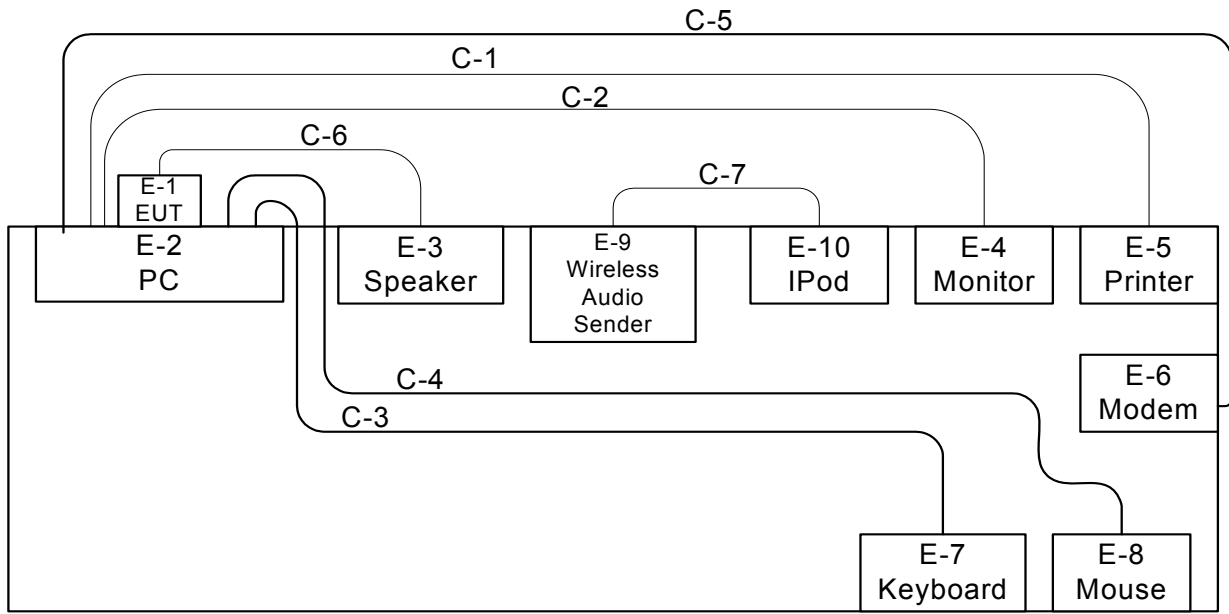 C-5
C-1
C-2
C-6
C-7
E-1
EUT
E-2
PC
E-3
Speaker
E-9
Wireless
Audio
Sender
E-10
IPod
E-4
Monitor
E-5
Printer
E-6
Modem
C-4
C-3
E-7
Keyboard
E-8
Mouse